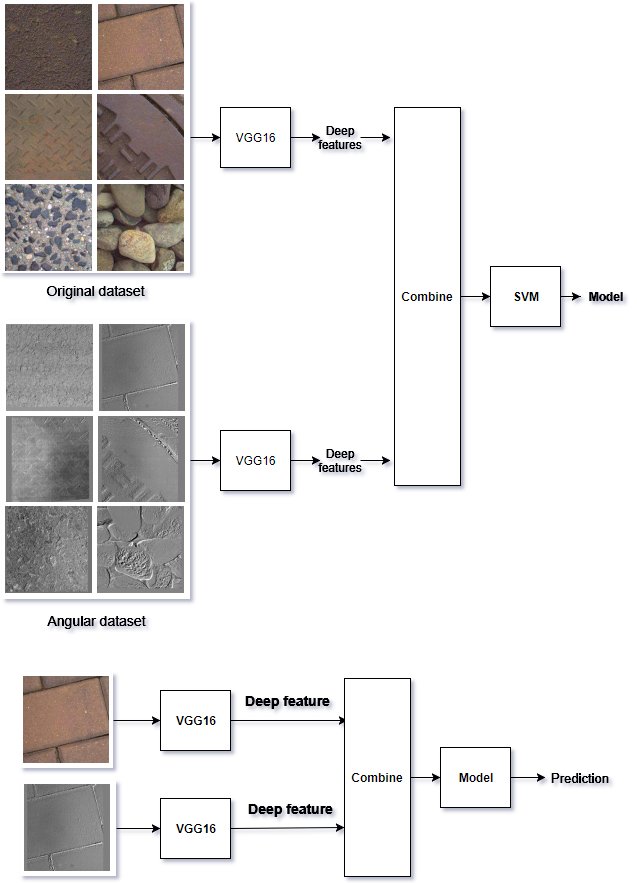 VGG16
Deep
features
Original dataset
Combine
SVM
Model
VGG16
Deep
features
Angular dataset
Deep feature
VGG16
Combine
Model
Prediction
Deep feature
VGG16